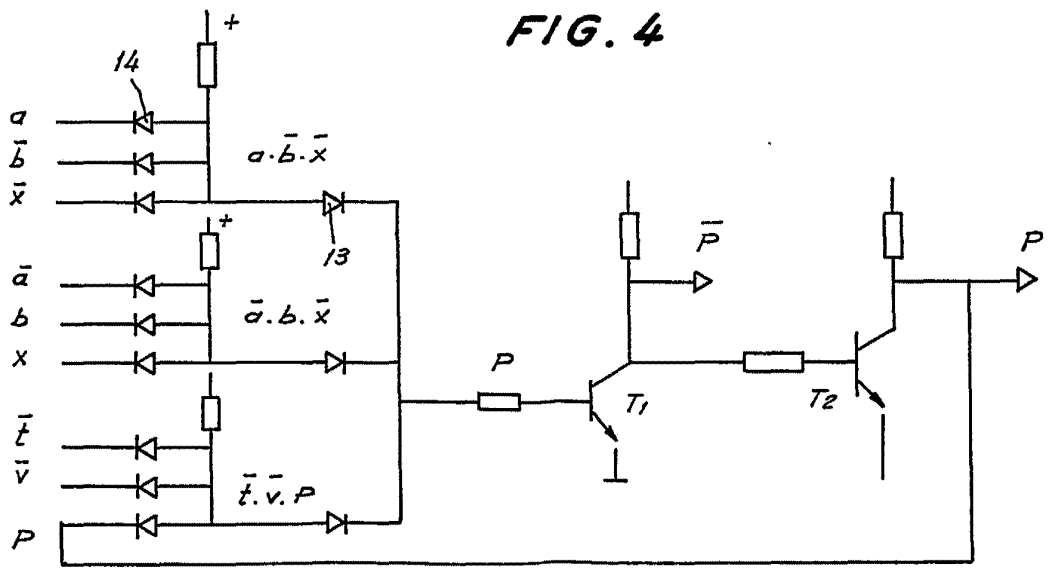 FIG. 4
+
14
a
b̄
x̄
a·b̄·x̄
13
+
ā
b
x
ā.b.x̄
P̄
P
P
T1
T2
t̄
v̄
P
t̄.v̄.P